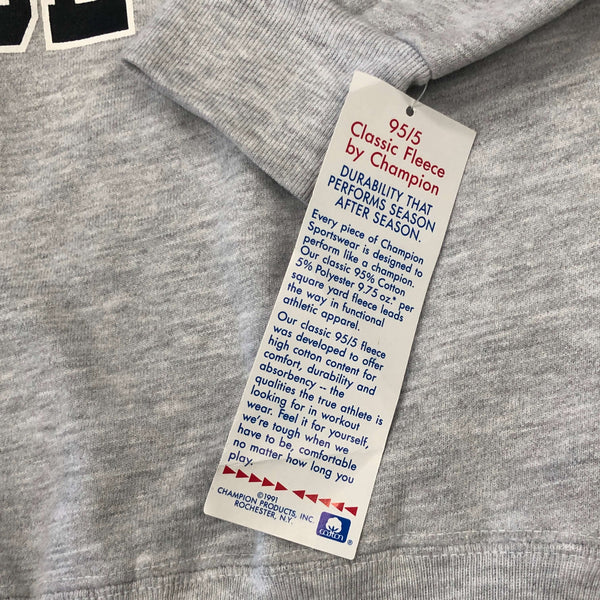 95/5
Classic Fleece
by Champion
DURABILITY THAT
PERFORMS SEASON
AFTER SEASON.
Every piece of Champion
Sportswear is designed to
perform like a champion.
Our classic 95% Cotton
5% Polyester 9.75 oz.* per
square yard fleece leads
the way in functional
athletic apparel.
Our classic 95/5 fleece
was developed to offer
high cotton content for
comfort, durability and
absorbency -- the
qualities the true athlete is
looking for in workout
wear. Feel it for yourself,
we're tough when we
have to be, comfortable
no matter how long you
play.
©1991
CHAMPION PRODUCTS, INC.
ROCHESTER, N.Y.
cotton ®